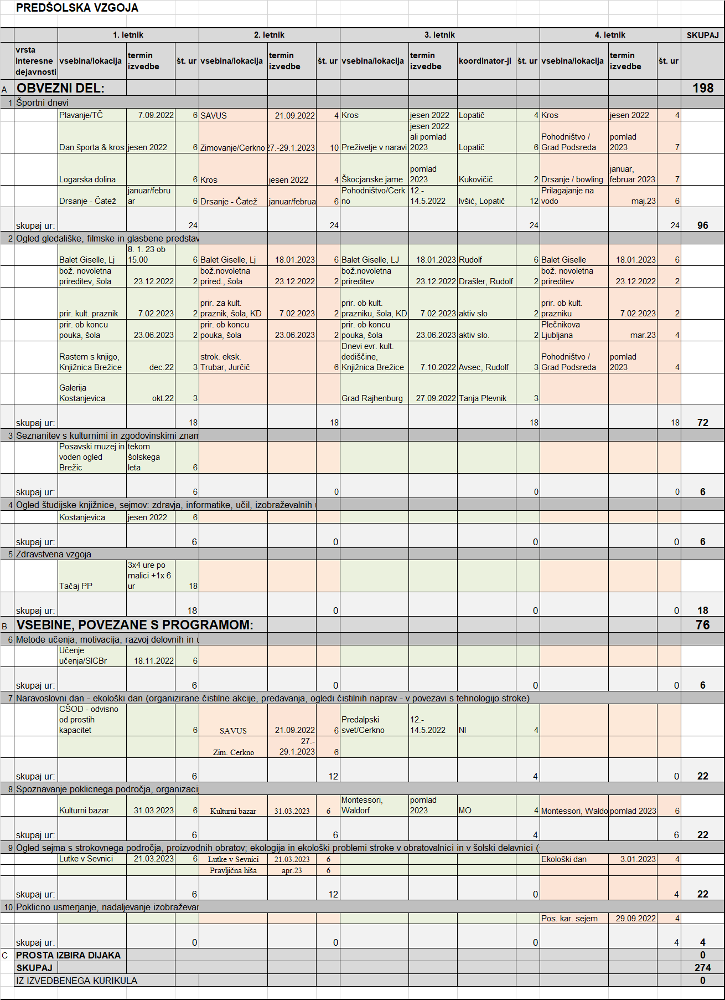 PREDŠOLSKA VZGOJA
1. letnik 2. letnik 3. letnik 4. letnik SKUPAJ
vrsta interesne dejavnosti vsebina/lokacija termin izvedbe št. ur vsebina/lokacija termin izvedbe št. ur vsebina/lokacija termin izvedbe koordinator-ji št. ur vsebina/lokacija termin izvedbe št. ur
A OBVEZNI DEL: 198
1 Športni dnevi
Plavanje/TČ 7.09.2022 6 SAVUS 21.09.2022 4 Kros jesen 2022 Lopatič 4 Kros jesen 2022 4
Dan športa & kros jesen 2022 6 Zimovanje/Cerkno 27.-29.1.2023 10 Preživetje v naravi jesen 2022 ali pomlad 2023 Lopatič 6 Pohodništvo / Grad Podsreda pomlad 2023 7
Logarska dolina 6 Kros jesen 2022 4 Škocjanske jame pomlad 2023 Kukovičič 2 Drsanje / bowling januar, februar 2023 7
Drsanje - Čatež januar/febru ar 6 Drsanje - Čatež januar/februa 6 Pohodništvo/Cerk no 12.- 14.5.2022 Ivšić, Lopatič 12 Prilagajanje na vodo maj.23 6
skupaj ur: 24 24 24 24 96
2 Ogled gledališke, filmske in glasbene predstav
Balet Giselle, Lj 8. 1. 23 ob 15.00 6 Balet Giselle, Lj 18.01.2023 6 Balet Giselle, LJ 18.01.2023 Rudolf 6 Balet Giselle 18.01.2023 6
bož. novoletna prireditev, šola 23.12.2022 2 bož.novoletna prired., šola 23.12.2022 2 bož.novoletna prireditev 23.12.2022 Drašler, Rudolf 2 bož. novoletna prireditev 23.12.2022 2
prir. kult. praznik 7.02.2023 2 prir. za kult. praznik, šola, KD 7.02.2023 2 prir. ob kult. prazniku, šola, KD 7.02.2023 aktiv slo 2 prir. ob kult. prazniku 7.02.2023 2
prir. ob koncu pouka, šola 23.06.2023 2 prir. ob koncu pouka, šola 23.06.2023 2 prir. ob koncu pouka, šola 23.06.2023 aktiv slo. 2 Plečnikova Ljubljana mar.23 4
Rastem s knjigo, Knjižnica Brežice dec.22 3 strok. eksk. Trubar, Jurčič 6 Dnevi evr. kult. dediščine, Knjižnica Brežice 7.10.2022 Avsec, Rudolf 3 Pohodništvo / Grad Podsreda pomlad 2023 4
Galerija Kostanjevica okt.22 3 Grad Rajhenburg 27.09.2022 Tanja Plevnik 3
skupaj ur: 18 18 18 18 72
3 Seznanitev s kulturnimi in zgodovinskimi znam
Posavski muzej in voden ogled Brežic tekom šolskega leta 6
skupaj ur: 6 0 0 0 6
4 Ogled študijske knjižnice, sejmov: zdravja, informatike, učil, izobraževalnih
Kostanjevica jesen 2022 6
skupaj ur: 6 0 0 0 6
5 Zdravstvena vzgoja
Tačaj PP 3x4 ure po malici +1x 6 ur 18
skupaj ur: 18 0 0 0 18
B VSEBINE, POVEZANE S PROGRAMOM: 76
6 Metode učenja, motivacija, razvoj delovnih in u
Učenje učenja/SICBr 18.11.2022 6
skupaj ur: 6 0 0 0 6
7 Naravoslovni dan - ekološki dan (organizirane čistilne akcije, predavanja, ogledi čistilnih naprav - v povezavi s tehnologijo stroke)
CŠOD - odvisno od prostih kapacitet 6 SAVUS 21.09.2022 6 Predalpski svet/Cerkno 12.- 14.5.2022 NI 4
Zim. Cerkno 27.- 29.1.2023 6
skupaj ur: 6 12 4 0 22
8 Spoznavanje poklicnega področja, organizacij
Kulturni bazar 31.03.2023 6 Kulturni bazar 31.03.2023 6 Montessori, Waldorf pomlad 2023 MO 4 Montessori, Waldo pomlad 2023 6
skupaj ur: 6 6 4 6 22
9 Ogled sejma s strokovnega področja, proizvodnih obratov; ekologija in ekološki problemi stroke v obratovalnici in v šolski delavnici (
Lutke v Sevnici 21.03.2023 6 Lutke v Sevnici 21.03.2023 6 Ekološki dan 3.01.2023 4
Pravljična hiša apr.23 6
skupaj ur: 6 12 0 4 22
10 Poklicno usmerjanje, nadaljevanje izobraževan
Pos. kar. sejem 29.09.2022 4
skupaj ur: 0 0 0 4 4
C PROSTA IZBIRA DIJAKA 0
SKUPAJ 274
IZ IZVEDBENEGA KURIKULA 0